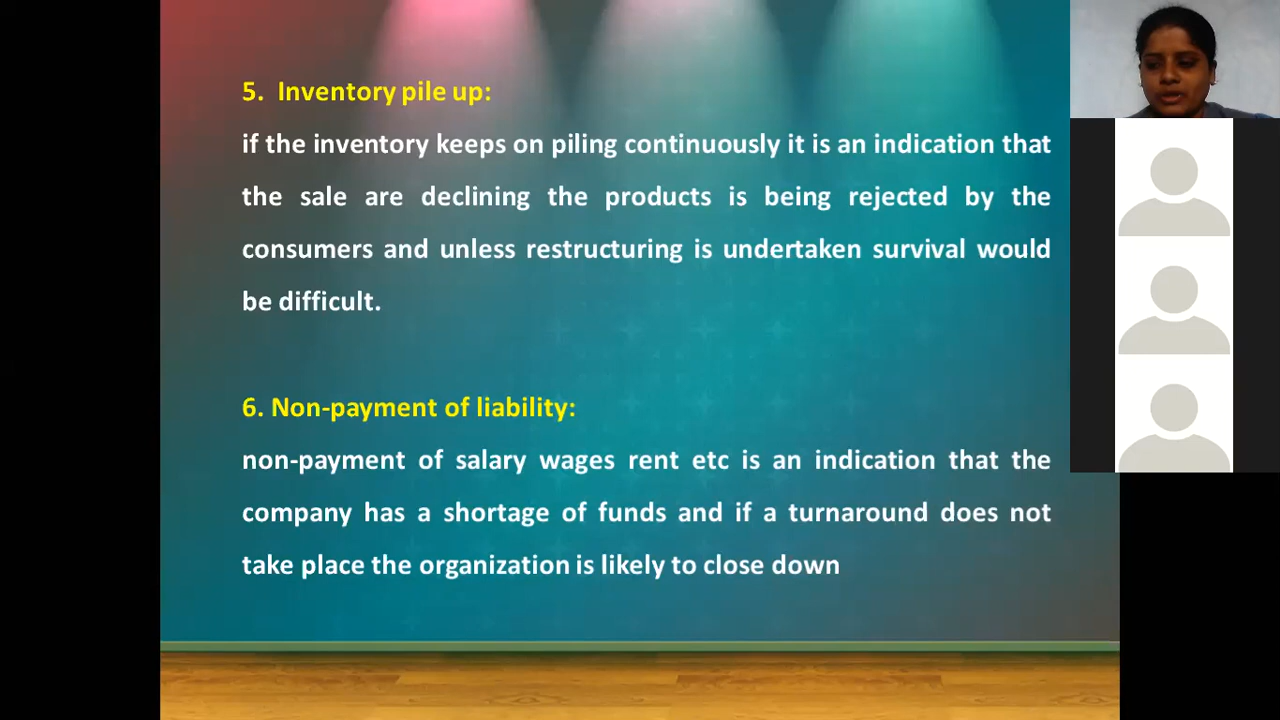 5. Inventory pile up:
if the inventory keeps on piling continuously it is an indication that
the sale are declining the products is being rejected by the
consumers and unless restructuring is undertaken survival would
be difficult.
6. Non-payment of liability:
non-payment of salary wages rent etc is an indication that the
company has a shortage of funds and if a turnaround does not
take place the organization is likely to close down